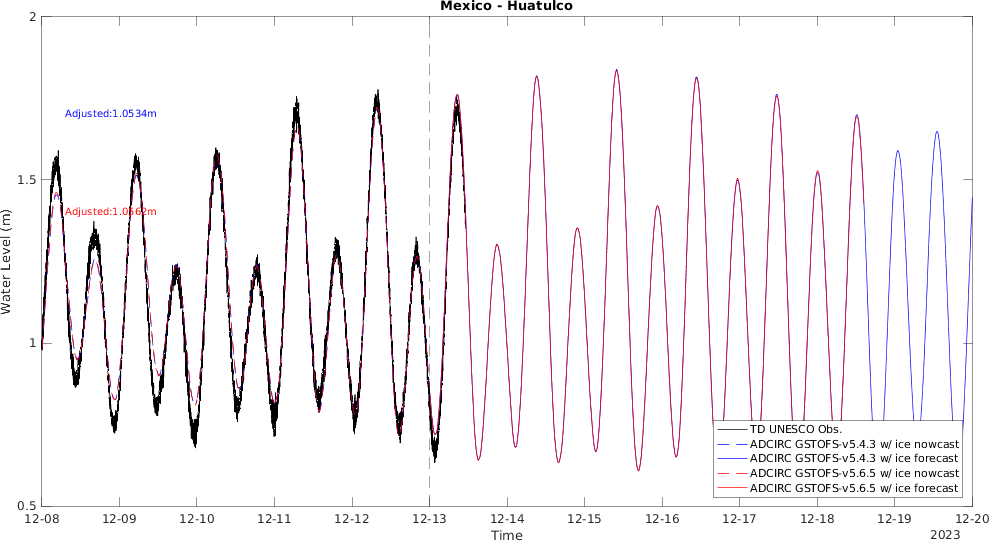 Mexico - Huatulco
Water Level (m)
2
1.5
1
0.5
Adjusted:1.0534m
Adjusted:1.0562m
TD UNESCO Obs.
ADCIRC GSTOFS-v5.4.3 w/ ice nowcast
ADCIRC GSTOFS-v5.4.3 w/ ice forecast
ADCIRC GSTOFS-v5.6.5 w/ ice nowcast
ADCIRC GSTOFS-v5.6.5 w/ ice forecast
12-08 12-09 12-10 12-11 12-12 12-13 12-14 12-15 12-16 12-17 12-18 12-19 12-20
Time
2023